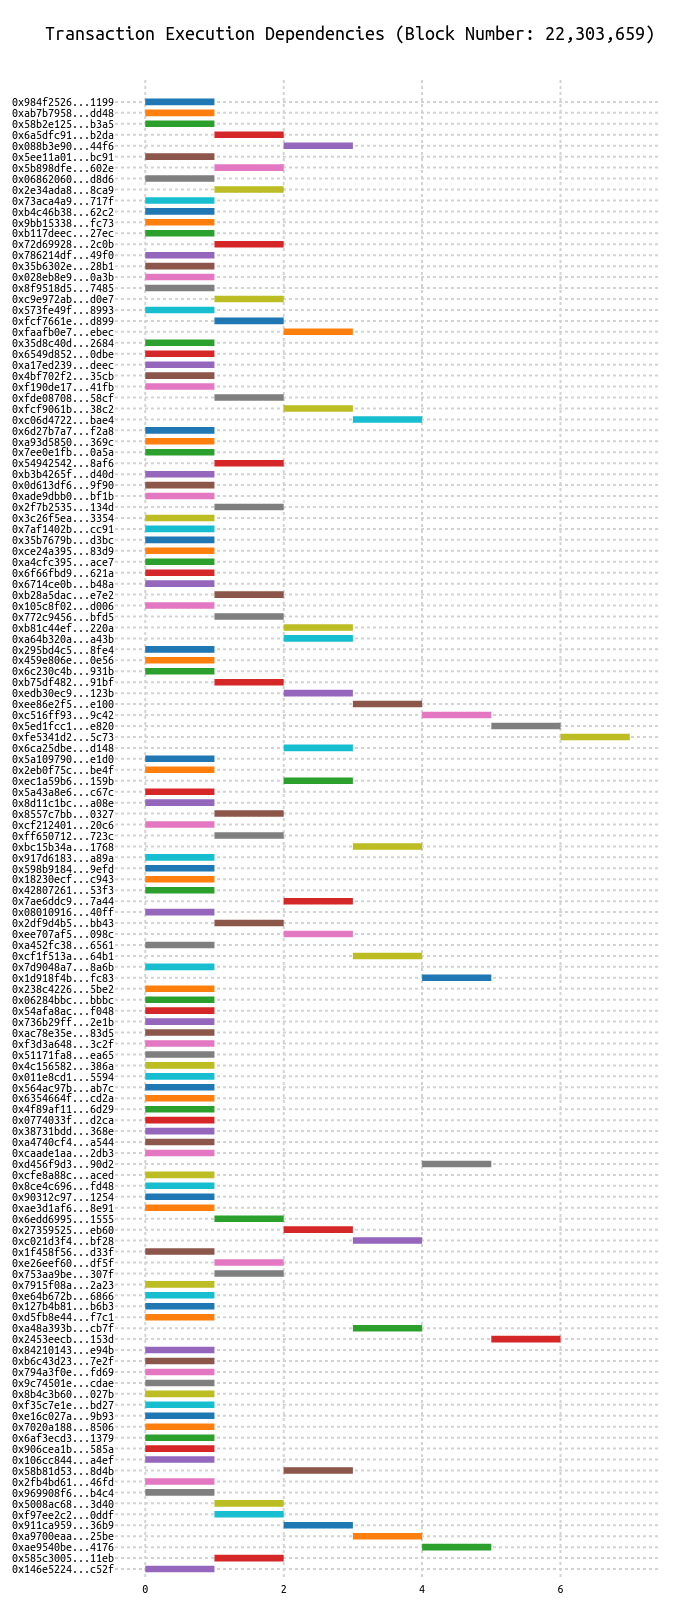 Transaction Execution Dependencies (Block Number: 22,303,659)
0x984f2526...1199
0xab7b7958...dd48
0x58b2e125...b3a5
0x6a5dfc91...b2da
0x088b3e90...44f6
0x5ee11a01...bc91
0x5b898dfe...602e
0x06862060...d8d6
0x2e34ada8...8ca9
0x73aca4a9...717f
0xb4c46b38...62c2
0x9bb15338...fc73
0xb117deec...27ec
0x72d69928...2c0b
0x786214df...49f0
0x35b6302e...28b1
0x028eb8e9...0a3b
0x8f9518d5...7485
0xc9e972ab...d0e7
0x573fe49f...8993
0xfcf7661e...d899
0xfaafb0e7...ebec
0x35d8c40d...2684
0x6549d852...0dbe
0xa17ed239...deec
0x4bf702f2...35cb
0xf190de17...41fb
0xfde08708...58cf
0xfcf9061b...38c2
0xc06d4722...bae4
0x6d27b7a7...f2a8
0xa93d5850...369c
0x7ee0e1fb...0a5a
0x54942542...8af6
0xb3b4265f...d40d
0x0d613df6...9f90
0xade9dbb0...bf1b
0x2f7b2535...134d
0x3c26f5ea...3354
0x7af1402b...cc91
0x35b7679b...d3bc
0xce24a395...83d9
0xa4cfc395...ace7
0x6f66fbd9...621a
0x6714ce0b...b48a
0xb28a5dac...e7e2
0x105c8f02...d006
0x772c9456...bfd5
0xb81c44ef...220a
0xa64b320a...a43b
0x295bd4c5...8fe4
0x459e806e...0e56
0x6c230c4b...931b
0xb75df482...91bf
0xedb30ec9...123b
0xee86e2f5...e100
0xc516ff93...9c42
0x5ed1fcc1...e820
0xfe5341d2...5c73
0x6ca25dbe...d148
0x5a109790...e1d0
0x2eb0f75c...be4f
0xec1a59b6...159b
0x5a43a8e6...c67c
0x8d11c1bc...a08e
0x8557c7bb...0327
0xcf212401...20c6
0xff650712...723c
0xbc15b34a...1768
0x917d6183...a89a
0x598b9184...9efd
0x18230ecf...c943
0x42807261...53f3
0x7ae6ddc9...7a44
0x08010916...40ff
0x2df9d4b5...bb43
0xee707af5...098c
0xa452fc38...6561
0xcf1f513a...64b1
0x7d9048a7...8a6b
0x1d918f4b...fc83
0x238c4226...5be2
0x06284bbc...bbbc
0x54afa8ac...f048
0x736b29ff...2e1b
0xac78e35e...83d5
0xf3d3a648...3c2f
0x51171fa8...ea65
0x4c156582...386a
0x011e8cd1...5594
0x564ac97b...ab7c
0x6354664f...cd2a
0x4f89af11...6d29
0x0774033f...d2ca
0x38731bdd...368e
0xa4740cf4...a544
0xcaade1aa...2db3
0xd456f9d3...90d2
0xcfe8a88c...aced
0x8ce4c696...fd48
0x90312c97...1254
0xae3d1af6...8e91
0x6edd6995...1555
0x27359525...eb60
0xc021d3f4...bf28
0x1f458f56...d33f
0xe26eef60...df5f
0x753aa9be...307f
0x7915f08a...2a23
0xe64b672b...6866
0x127b4b81...b6b3
0xd5fb8e44...f7c1
0xa48a393b...cb7f
0x2453eecb...153d
0x84210143...e94b
0xb6c43d23...7e2f
0x794a3f0e...fd69
0x9c74501e...cdae
0x8b4c3b60...027b
0xf35c7e1e...bd27
0xe16c027a...9b93
0x7020a188...8506
0x6af3ecd3...1379
0x906cea1b...585a
0x106cc844...a4ef
0x58b81d53...8d4b
0x2fb4bd61...46fd
0x969908f6...b4c4
0x5008ac68...3d40
0xf97ee2c2...0ddf
0x911ca959...36b9
0xa9700eaa...25be
0xae9540be...4176
0x585c3005...11eb
0x146e5224...c52f
0 2 4 6